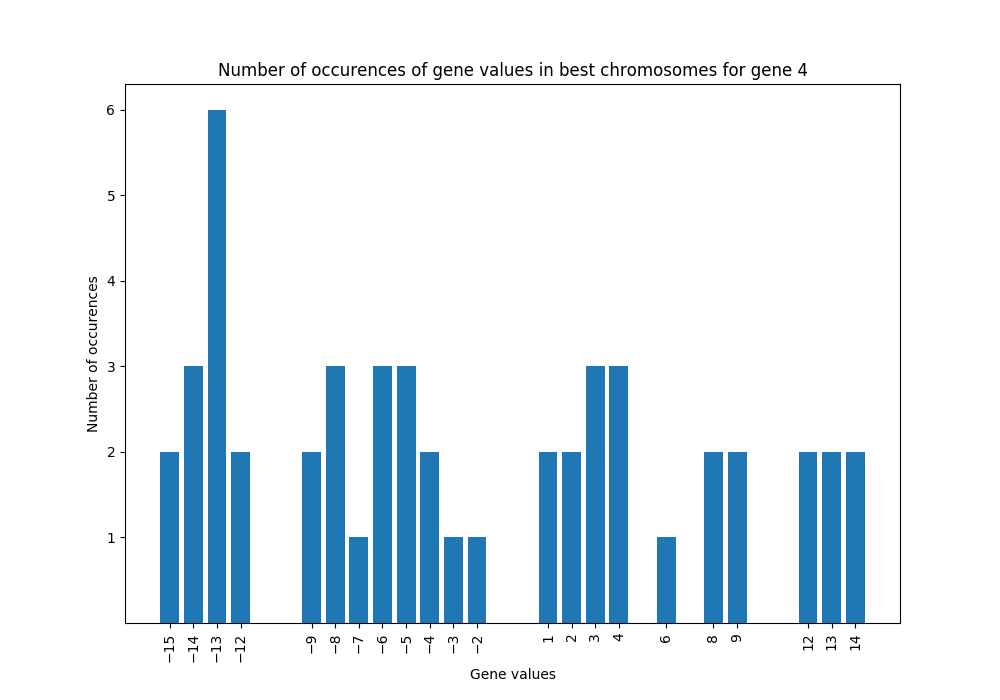 Number of occurences of gene values in best chromosomes for gene 4
6
5
4
3
2
1
Number of occurences
−15 −14 −13 −12 −9 −8 −7 −6 −5 −4 −3 −2 1 2 3 4 6 8 9 12 13 14
Gene values